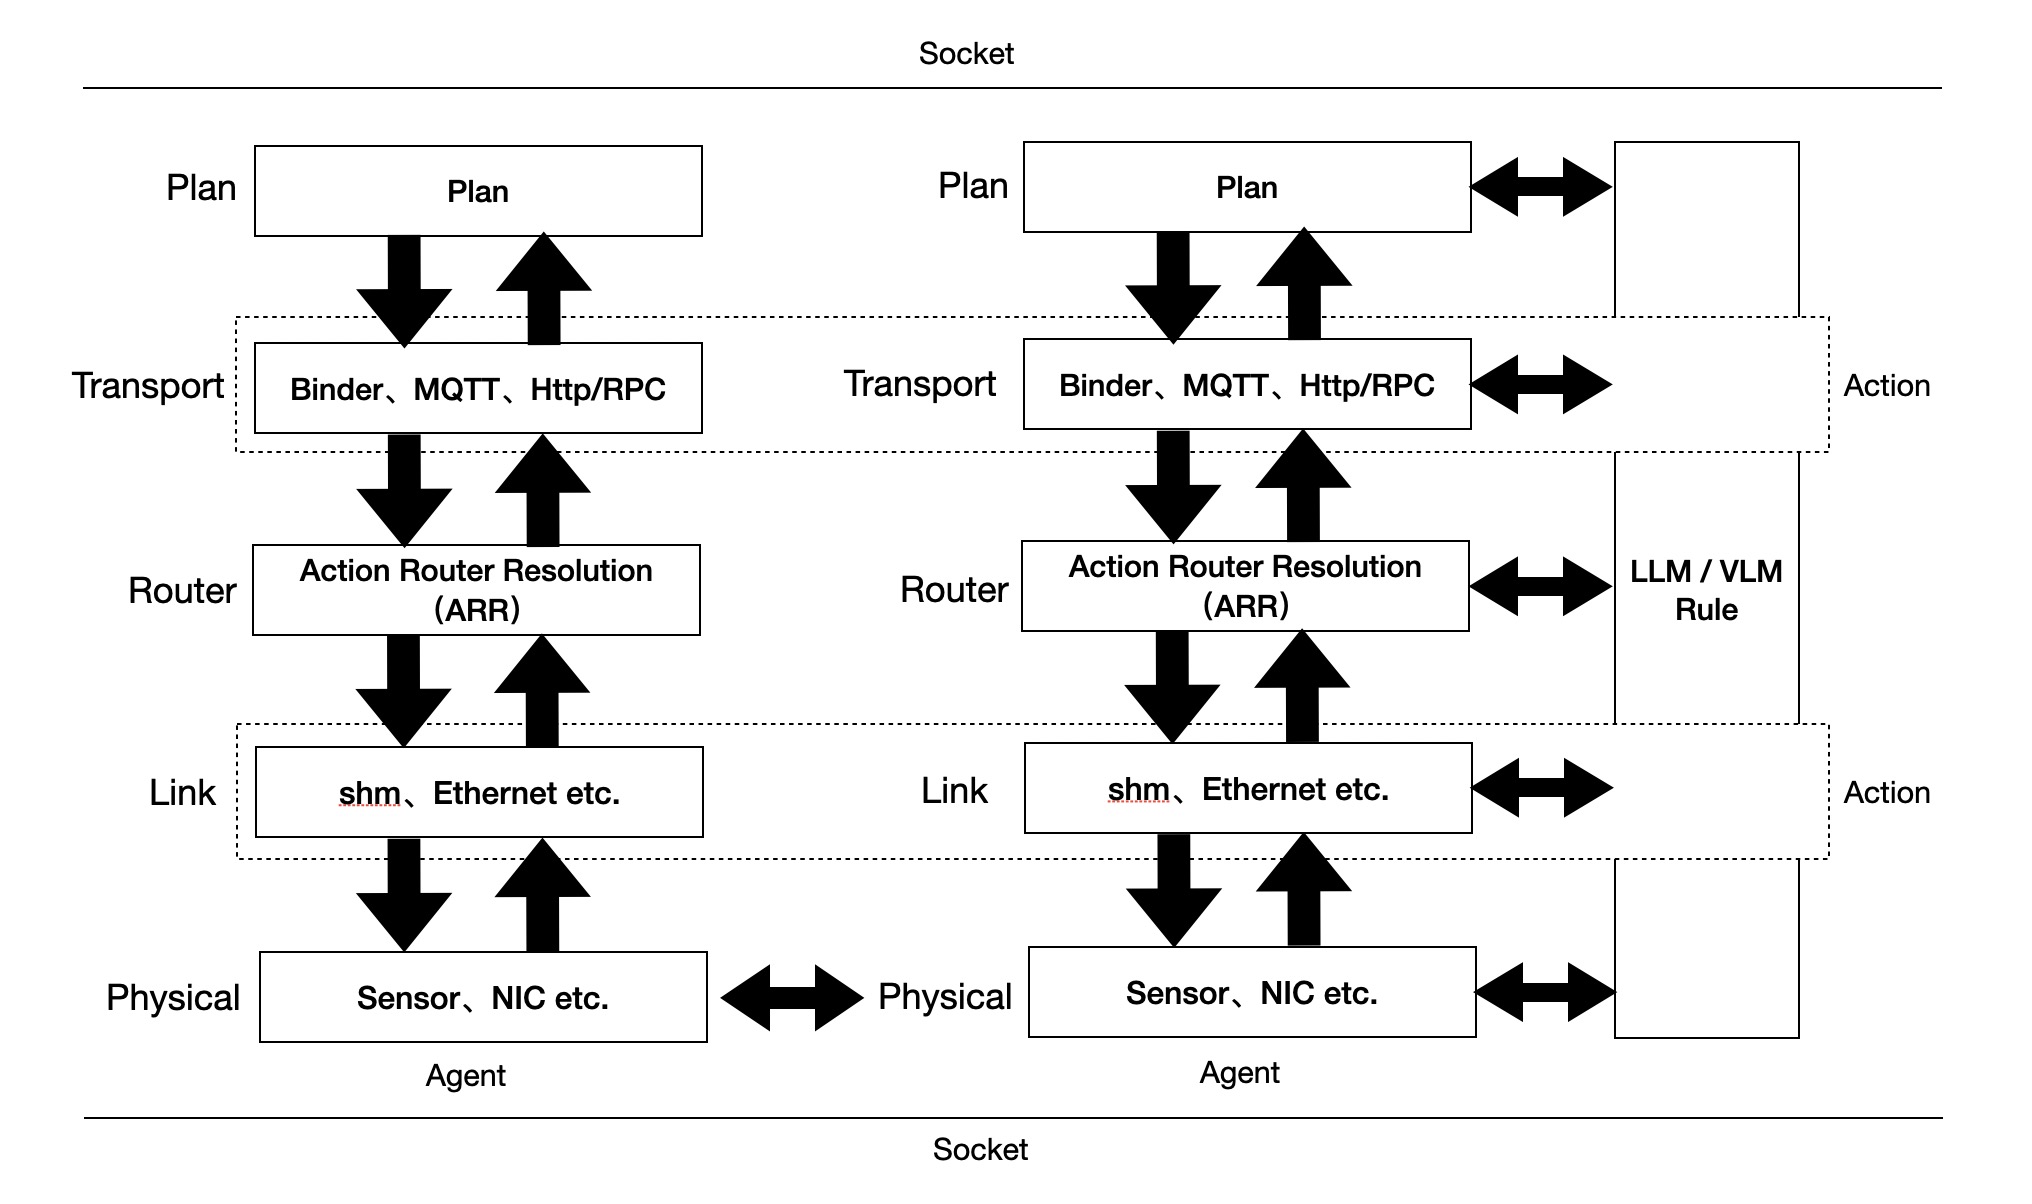 Socket
Plan
Plan
Plan
Plan
Transport
Binder、MQTT、Http/RPC
Transport
Binder、MQTT、Http/RPC
Action
Router
Action Router Resolution
（ARR）
Router
Action Router Resolution
（ARR）
LLM / VLM
Rule
Link
shm、Ethernet etc.
Link
shm、Ethernet etc.
Action
Physical
Sensor、NIC etc.
Physical
Sensor、NIC etc.
Agent
Agent
Socket